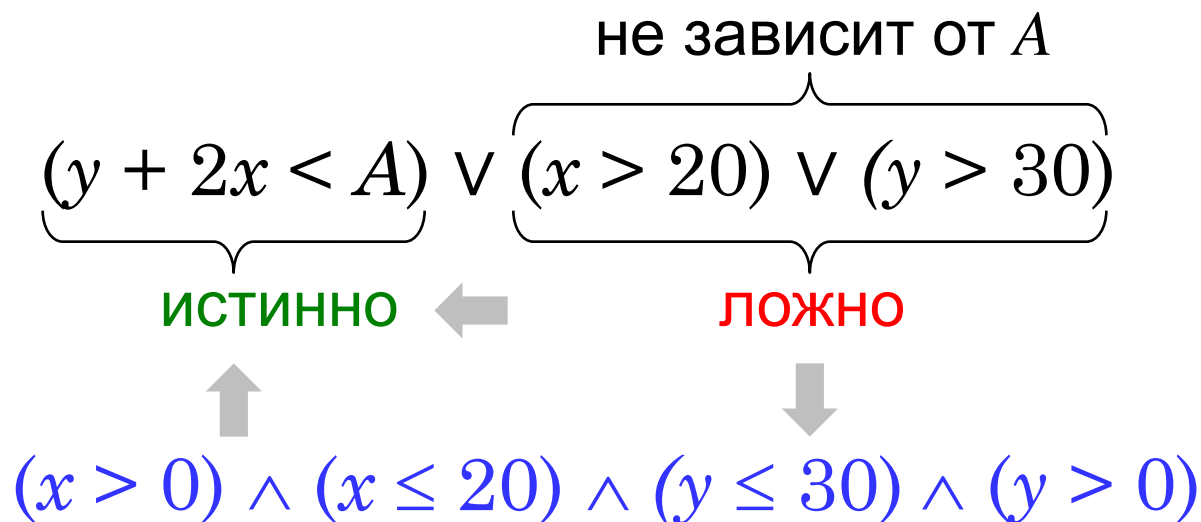 не зависит от A
(y + 2x < A) ∨ (x > 20) ∨ (y > 30)
истинно ложно
(x > 0) ∧ (x ≤ 20) ∧ (y ≤ 30) ∧ (y > 0)